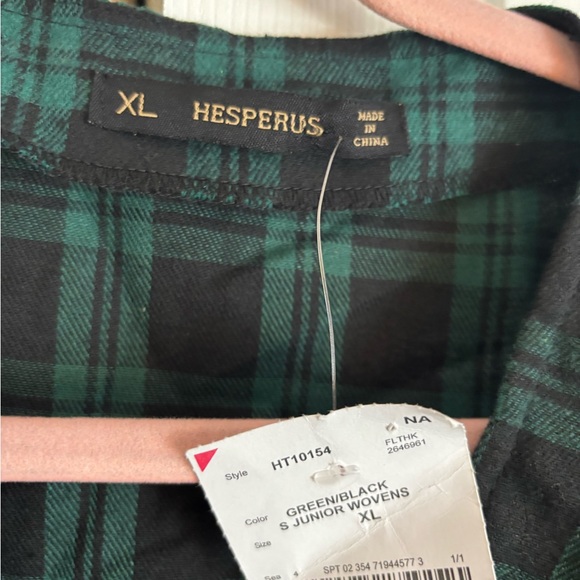 XL HESPERUS MADE
IN
CHINA
NA
FLTHK
2646961
Style HT10154
Color GREEN/BLACK
S JUNIOR WOVENS
Size XL
SPT 02 354 71944577 3 1/1